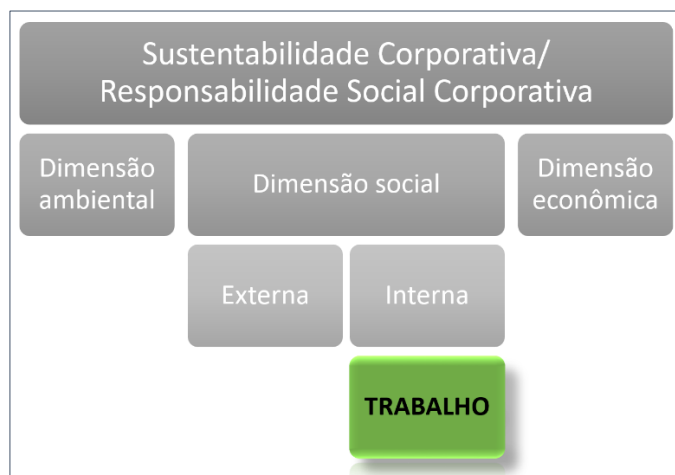 Sustentabilidade Corporativa/
Responsabilidade Social Corporativa
Dimensão
ambiental
Dimensão social
Dimensão
econômica
Externa
Interna
TRABALHO